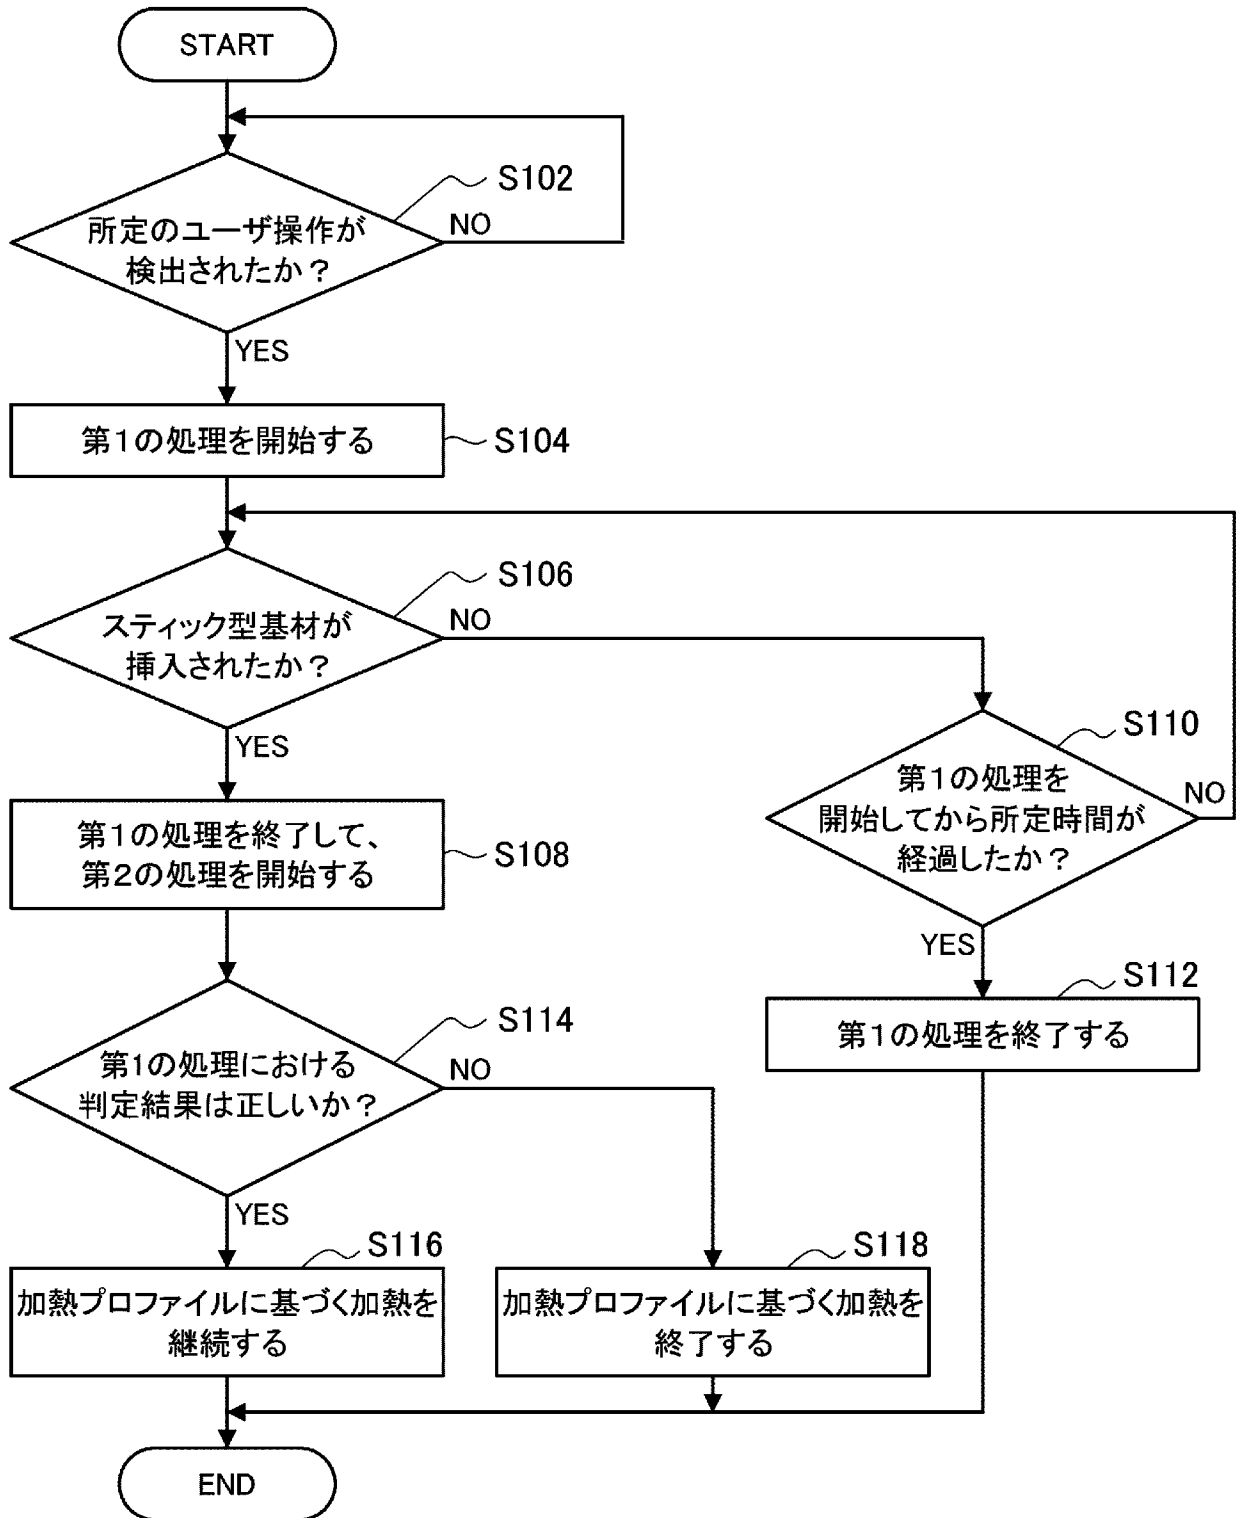 START
S102
所定のユーザ操作が
検出されたか？
NO
YES
第1の処理を開始する
S104
S106
スティック型基材が
挿入されたか？
NO
YES
S110
第1の処理を
開始してから所定時間が
経過したか？
NO
YES
第1の処理を終了して、
第2の処理を開始する
S108
S112
第1の処理を終了する
S114
第1の処理における
判定結果は正しいか？
NO
YES
S116
加熱プロファイルに基づく加熱を
継続する
S118
加熱プロファイルに基づく加熱を
終了する
END